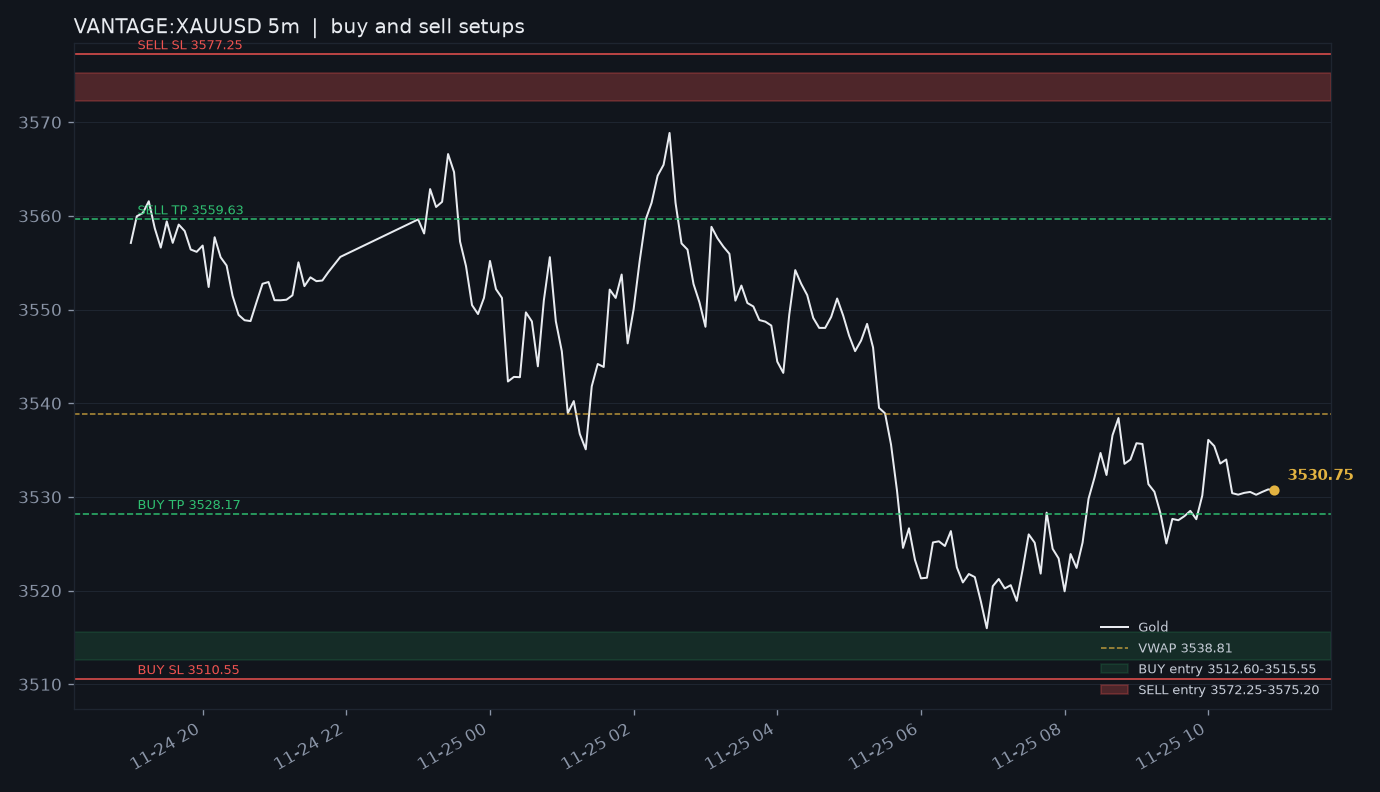 VANTAGE:XAUUSD 5m | buy and sell setups
SELL SL 3577.25
3570
SELL TP 3559.63
3560
3550
3540
3530.75
3530
BUY TP 3528.17
3520
Gold
VWAP 3538.81
BUY entry 3512.60-3515.55
SELL entry 3572.25-3575.20
BUY SL 3510.55
3510
11-24 20
11-24 22
11-25 00
11-25 02
11-25 04
11-25 06
11-25 08
11-25 10